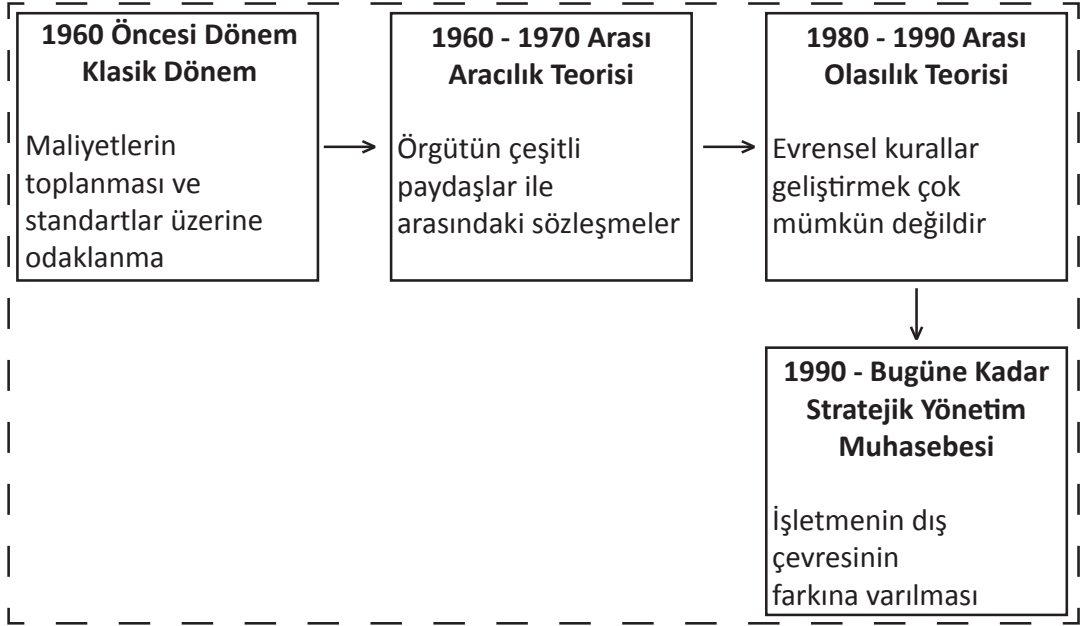 1960 Öncesi Dönem
Klasik Dönem
Maliyetlerin
toplanması ve
standartlar üzerine
odaklanma
1960 - 1970 Arası
Aracılık Teorisi
Örgütün çeşitli
paydaşlar ile
arasındaki sözleşmeler
1980 - 1990 Arası
Olasılık Teorisi
Evrensel kurallar
geliştirmek çok
mümkün değildir
1990 - Bugüne Kadar
Stratejik Yönetim
Muhasebesi
İşletmenin dış
çevresinin
farkına varılması